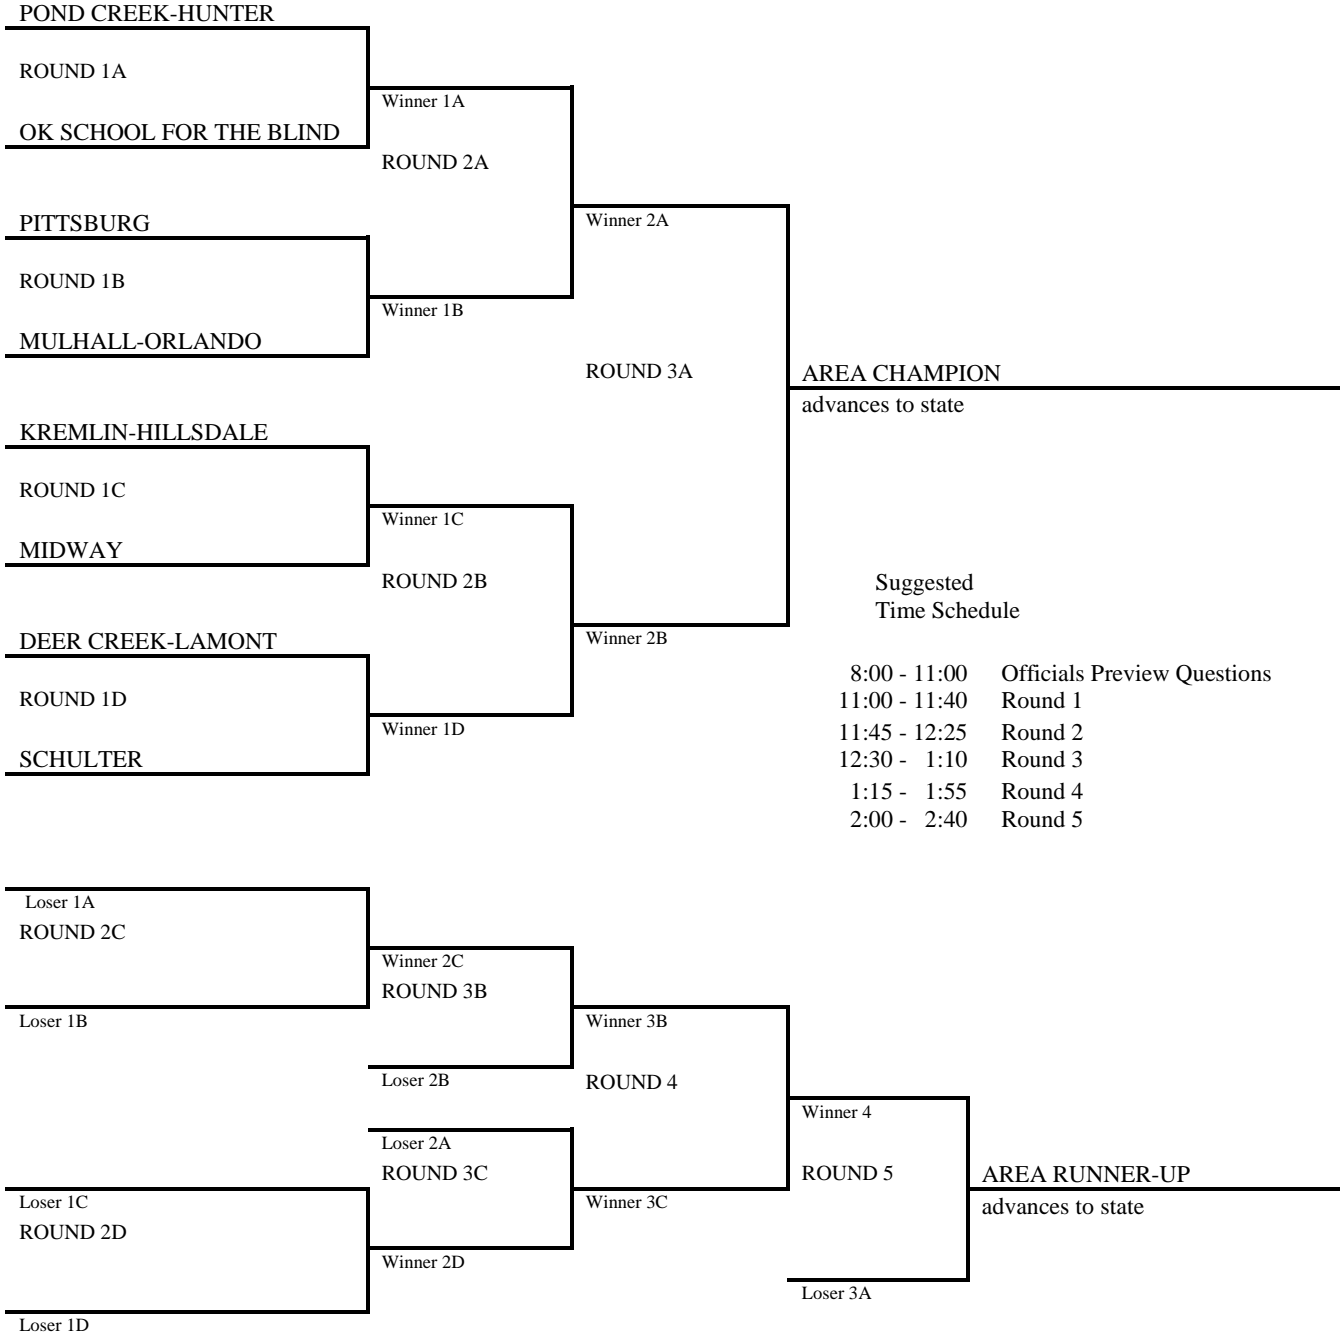 POND CREEK-HUNTER
ROUND 1A
Winner 1A
OK SCHOOL FOR THE BLIND
ROUND 2A
PITTSBURG
Winner 2A
ROUND 1B
Winner 1B
MULHALL-ORLANDO
ROUND 3A
AREA CHAMPION
advances to state
KREMLIN-HILLSDALE
ROUND 1C
Winner 1C
MIDWAY
ROUND 2B
Suggested
Time Schedule
DEER CREEK-LAMONT
Winner 2B
8:00 - 11:00 Officials Preview Questions
ROUND 1D
11:00 - 11:40 Round 1
Winner 1D
11:45 - 12:25 Round 2
SCHULTER
12:30 - 1:10 Round 3
1:15 - 1:55 Round 4
2:00 - 2:40 Round 5
Loser 1A
ROUND 2C
Winner 2C
ROUND 3B
Loser 1B
Winner 3B
Loser 2B
ROUND 4
Winner 4
Loser 2A
ROUND 3C
ROUND 5
AREA RUNNER-UP
Loser 1C
Winner 3C
advances to state
ROUND 2D
Winner 2D
Loser 3A
Loser 1D